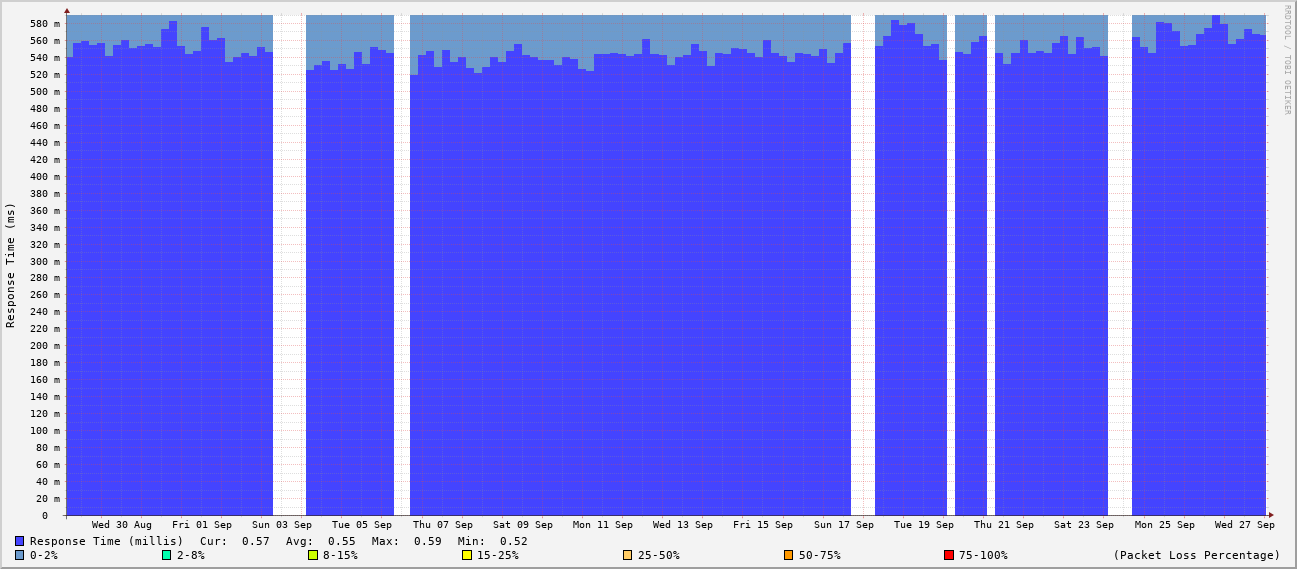 RRDTOOL / TOBI OETIKER
Response Time (ms)
580 m
560 m
540 m
520 m
500 m
480 m
460 m
440 m
420 m
400 m
380 m
360 m
340 m
320 m
300 m
280 m
260 m
240 m
220 m
200 m
180 m
160 m
140 m
120 m
100 m
80 m
60 m
40 m
20 m
0
Wed 30 Aug Fri 01 Sep Sun 03 Sep Tue 05 Sep Thu 07 Sep Sat 09 Sep Mon 11 Sep Wed 13 Sep Fri 15 Sep Sun 17 Sep Tue 19 Sep Thu 21 Sep Sat 23 Sep Mon 25 Sep Wed 27 Sep
Response Time (millis) Cur: 0.57 Avg: 0.55 Max: 0.59 Min: 0.52
0-2% 2-8% 8-15% 15-25% 25-50% 50-75% 75-100% (Packet Loss Percentage)